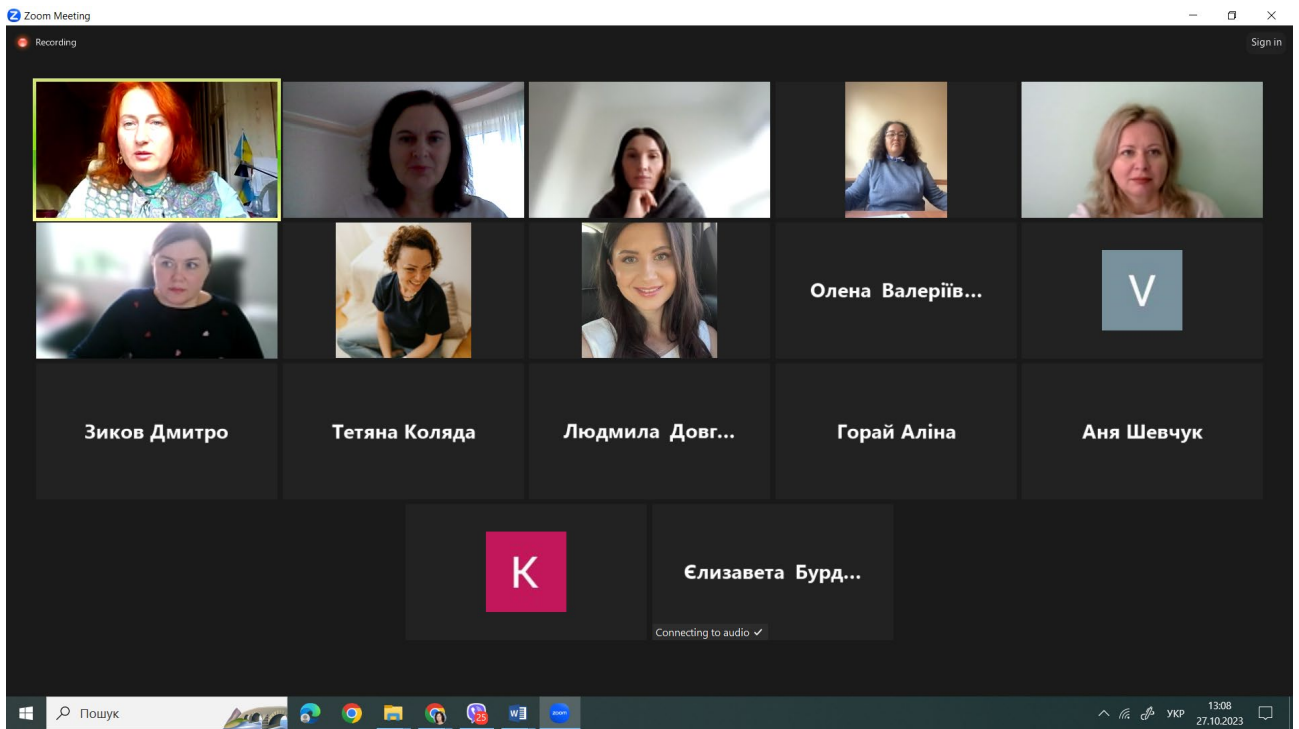 Zoom Meeting
Recording
Sign in
Олена Валеріїв...
V
Зиков Дмитро
Тетяна Коляда
Людмила Довг...
Горай Аліна
Аня Шевчук
K
Єлизавета Бурд...
Connecting to audio
Пошук
25
W
zoom
УКР
13:08
27.10.2023